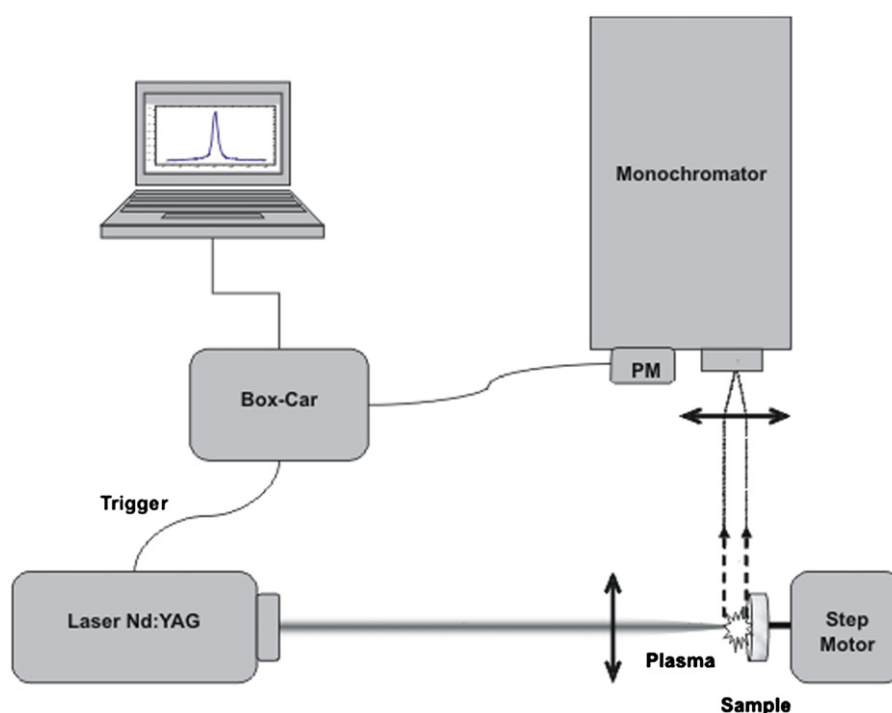 Monochromator
PM
Box-Car
Trigger
Laser Nd:YAG
Step
Motor
Plasma
Sample